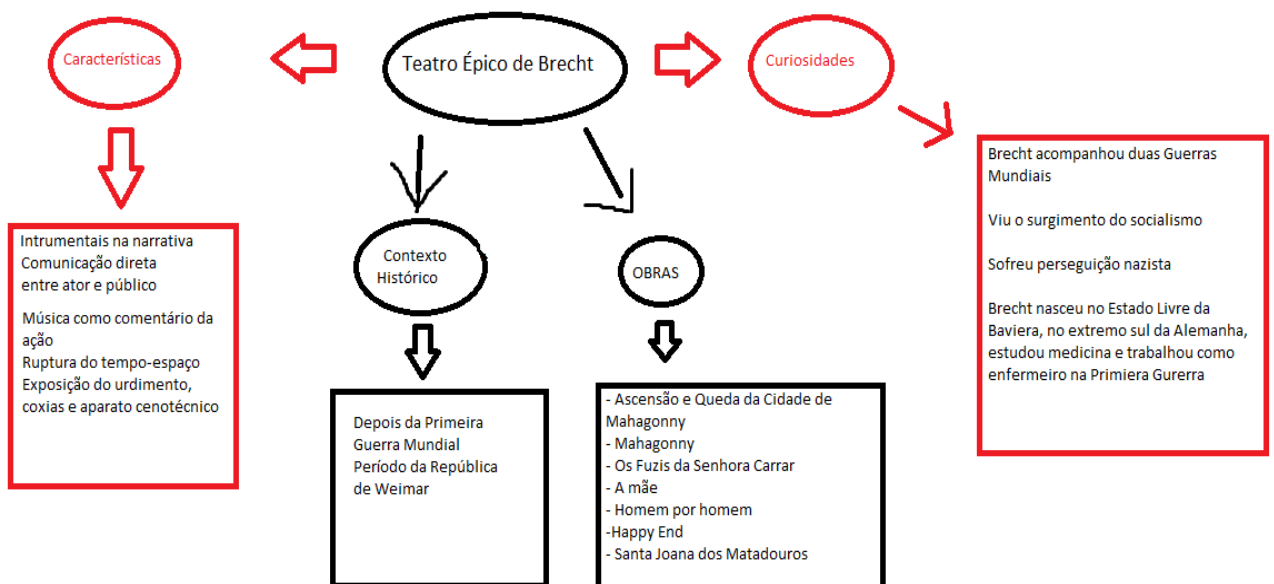 Teatro Épico de Brecht
Características
Curiosidades
Intrumentais na narrativa
Comunicação direta
entre ator e público
Música como comentário da
ação
Ruptura do tempo-espaço
Exposição do urdimento,
coxias e aparato cenotécnico
Contexto
Histórico
Depois da Primeira
Guerra Mundial
Período da República
de Weimar
OBRAS
- Ascensão e Queda da Cidade de
Mahagonny
- Mahagonny
- Os Fuzis da Senhora Carrar
- A mãe
- Homem por homem
-Happy End
- Santa Joana dos Matadouros
Brecht acompanhou duas Guerras
Mundiais
Viu o surgimento do socialismo
Sofreu perseguição nazista
Brecht nasceu no Estado Livre da
Baviera, no extremo sul da Alemanha,
estudou medicina e trabalhou como
enfermeiro na Primiera Gurerra